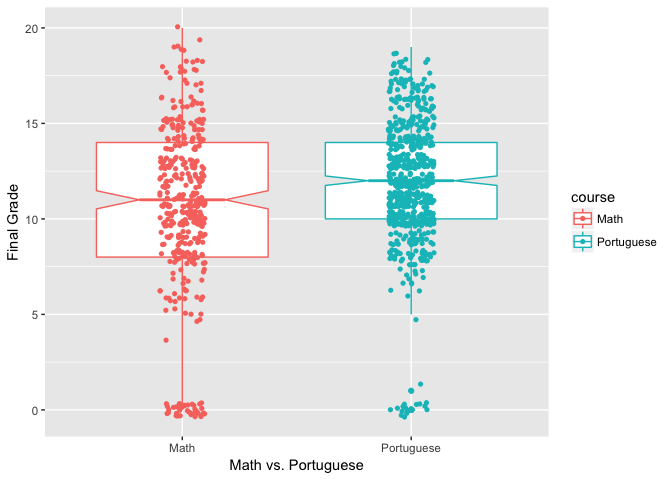 20
15
10
5
0
Final Grade
Math
Portuguese
Math vs. Portuguese
course
Math
Portuguese